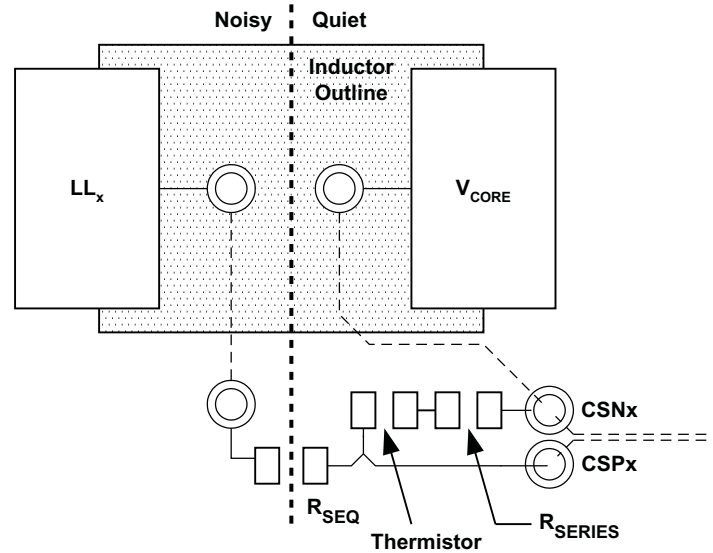 Noisy
Quiet
Inductor
Outline
LLx
VCORE
CSNx
CSPx
RSEQ
RSERIES
Thermistor